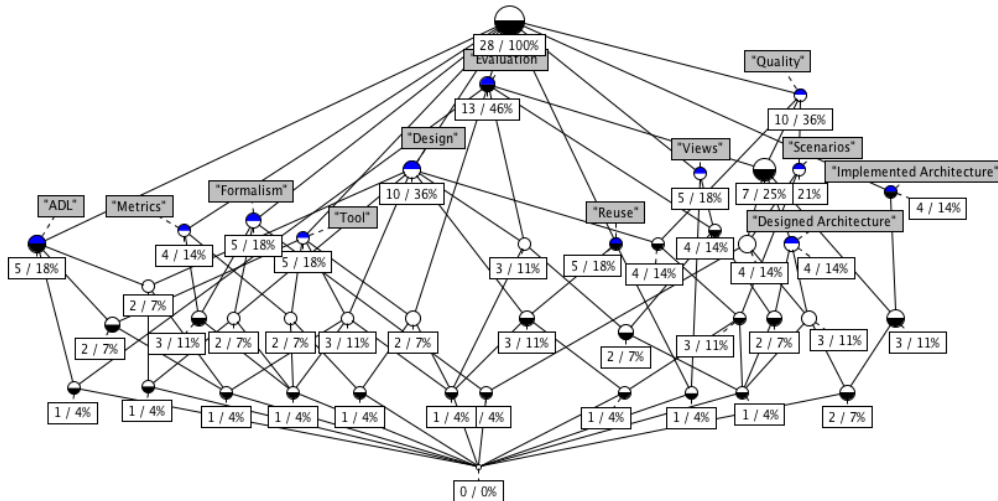 28 / 100%
"Evaluation"
"Quality"
13 / 46%
10 / 36%
"Design"
"Views"
"Scenarios"
"Implemented Architecture"
10 / 36%
5 / 18%
7 / 25%
21%
4 / 14%
"ADL"
"Metrics"
"Formalism"
"Tool"
"Reuse"
"Designed Architecture"
5 / 18%
4 / 14%
5 / 18%
5 / 18%
3 / 11%
5 / 18%
4 / 14%
4 / 14%
4 / 14%
4 / 14%
2 / 7%
2 / 7%
3 / 11%
2 / 7%
2 / 7%
3 / 11%
2 / 7%
3 / 11%
2 / 7%
3 / 11%
2 / 7%
3 / 11%
3 / 11%
1 / 4%
1 / 4%
1 / 4%
1 / 4%
1 / 4%
1 / 4%
/ 4%
1 / 4%
1 / 4%
1 / 4%
2 / 7%
0 / 0%